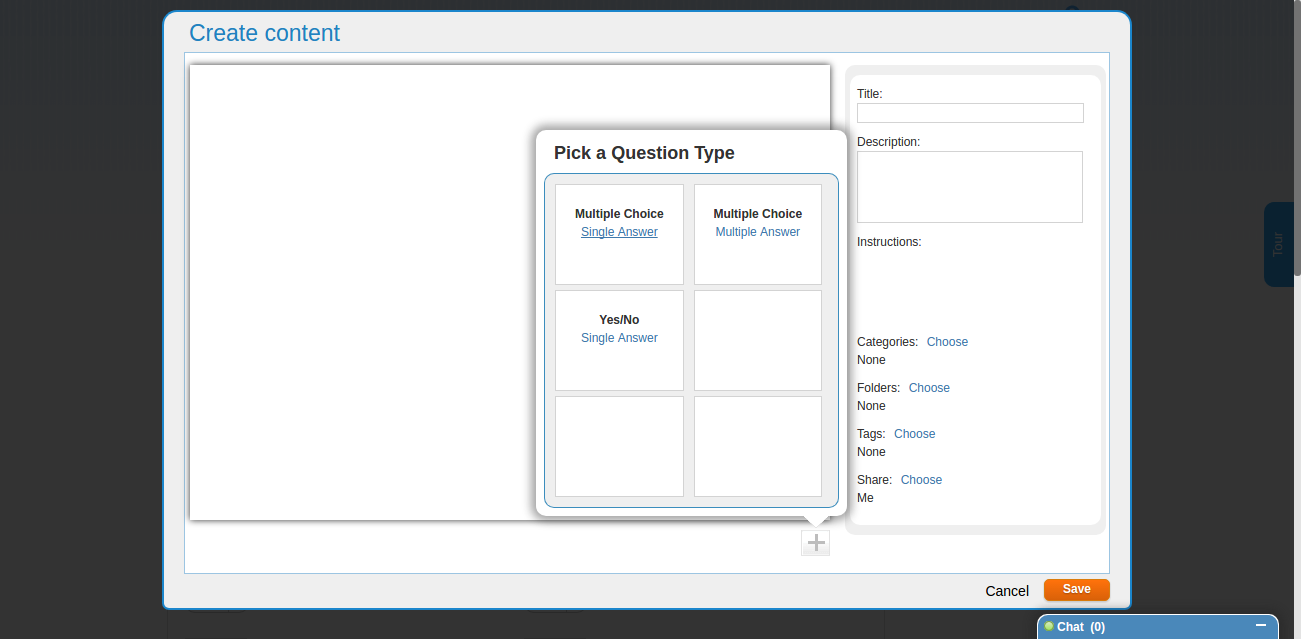 Create content
Pick a Question Type
Multiple Choice
Single Answer
Multiple Choice
Multiple Answer
Yes/No
Single Answer
Title:
Description:
Instructions:
Categories: Choose
None
Folders: Choose
None
Tags: Choose
None
Share: Choose
Me
Tour
Cancel
Save
Chat (0)